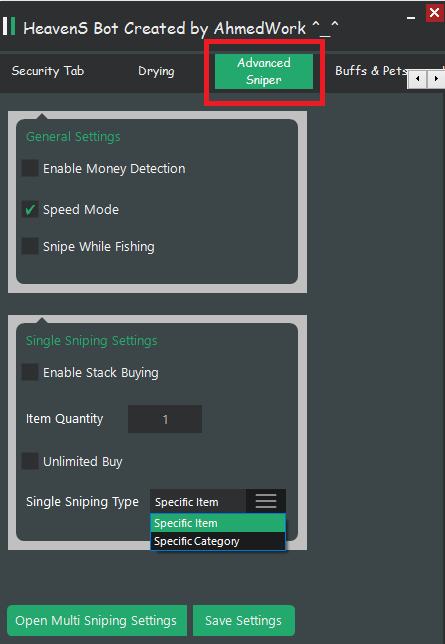 HeavenS Bot Created by AhmedWork ^_^
Security Tab
Drying
Advanced
Sniper
Buffs & Pets
General Settings
Enable Money Detection
Speed Mode
Snipe While Fishing
Single Sniping Settings
Enable Stack Buying
Item Quantity 1
Unlimited Buy
Single Sniping Type Specific Item
Specific Item
Specific Category
Open Multi Sniping Settings
Save Settings